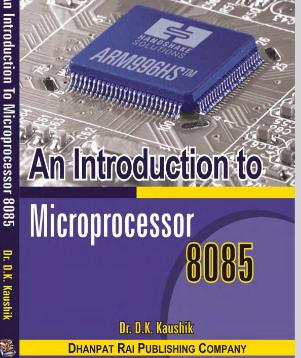 An Introduction To Microprocessor 8085
Dr. D.K. Kaushik
HANDSHAKE
SOLUTIONS
ARM996HS™
An Introduction to
Microprocessor
8085
Dr. D.K. Kaushik
DHANPAT RAI PUBLISHING COMPANY